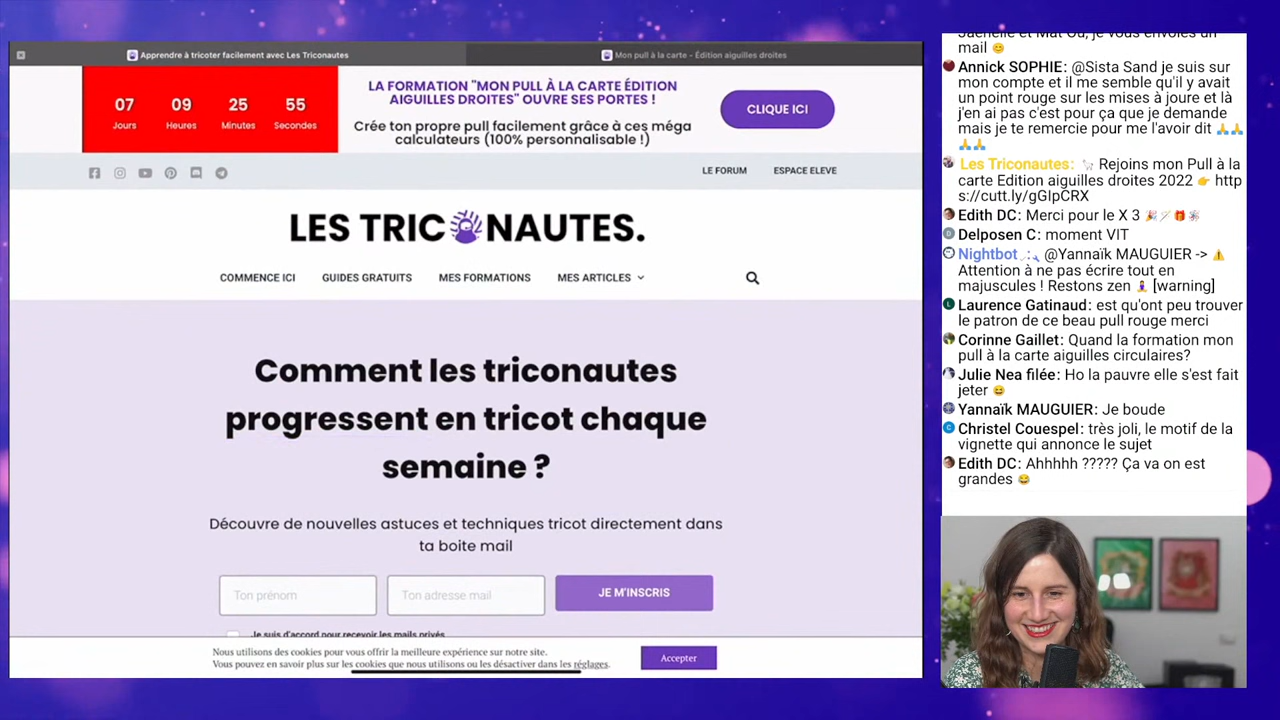 Apprendre à tricoter facilement avec Les Triconautes
Mon pull à la carte - Édition aiguilles droites
07 09 25 55
Jours Heures Minutes Secondes
LA FORMATION "MON PULL À LA CARTE ÉDITION
AIGUILLES DROITES" OUVRE SES PORTES !
Crée ton propre pull facilement grâce à ces méga
calculateurs (100% personnalisable !)
CLIQUE ICI
LE FORUM ESPACE ELEVE
LES TRICONAUTES.
COMMENCE ICI GUIDES GRATUITS MES FORMATIONS MES ARTICLES
Comment les triconautes
progressent en tricot chaque
semaine ?
Découvre de nouvelles astuces et techniques tricot directement dans
ta boite mail
Ton prénom Ton adresse mail JE M'INSCRIS
Je suis d'accord pour recevoir les mails privés
Nous utilisons des cookies pour vous offrir la meilleure expérience sur notre site.
Vous pouvez en savoir plus sur les cookies que nous utilisons ou les désactiver dans les réglages.
Accepter
Jaenelle et Mat Ou, je vous envoies un
mail 😊
Annick SOPHIE: @Sista Sand je suis sur
mon compte et il me semble qu'il y avait
un point rouge sur les mises à joure et là
j'en ai pas c'est pour ça que je demande
mais je te remercie pour me l'avoir dit 🙏🙏
🙏🙏
Les Triconautes: 🐩 Rejoins mon Pull à la
carte Edition aiguilles droites 2022 👉 http
s://cutt.ly/gGIpCRX
Edith DC: Merci pour le X 3 🎉🪄🎁🪅
Delposen C: moment VIT
Nightbot @Yannaïk MAUGUIER -> ⚠️
Attention à ne pas écrire tout en
majuscules ! Restons zen 🧘‍♀️ [warning]
Laurence Gatinaud: est qu'ont peu trouver
le patron de ce beau pull rouge merci
Corinne Gaillet: Quand la formation mon
pull à la carte aiguilles circulaires?
Julie Nea filée: Ho la pauvre elle s'est fait
jeter 😆
Yannaïk MAUGUIER: Je boude
Christel Couespel: très joli, le motif de la
vignette qui annonce le sujet
Edith DC: Ahhhhh ????? Ça va on est
grandes 😂